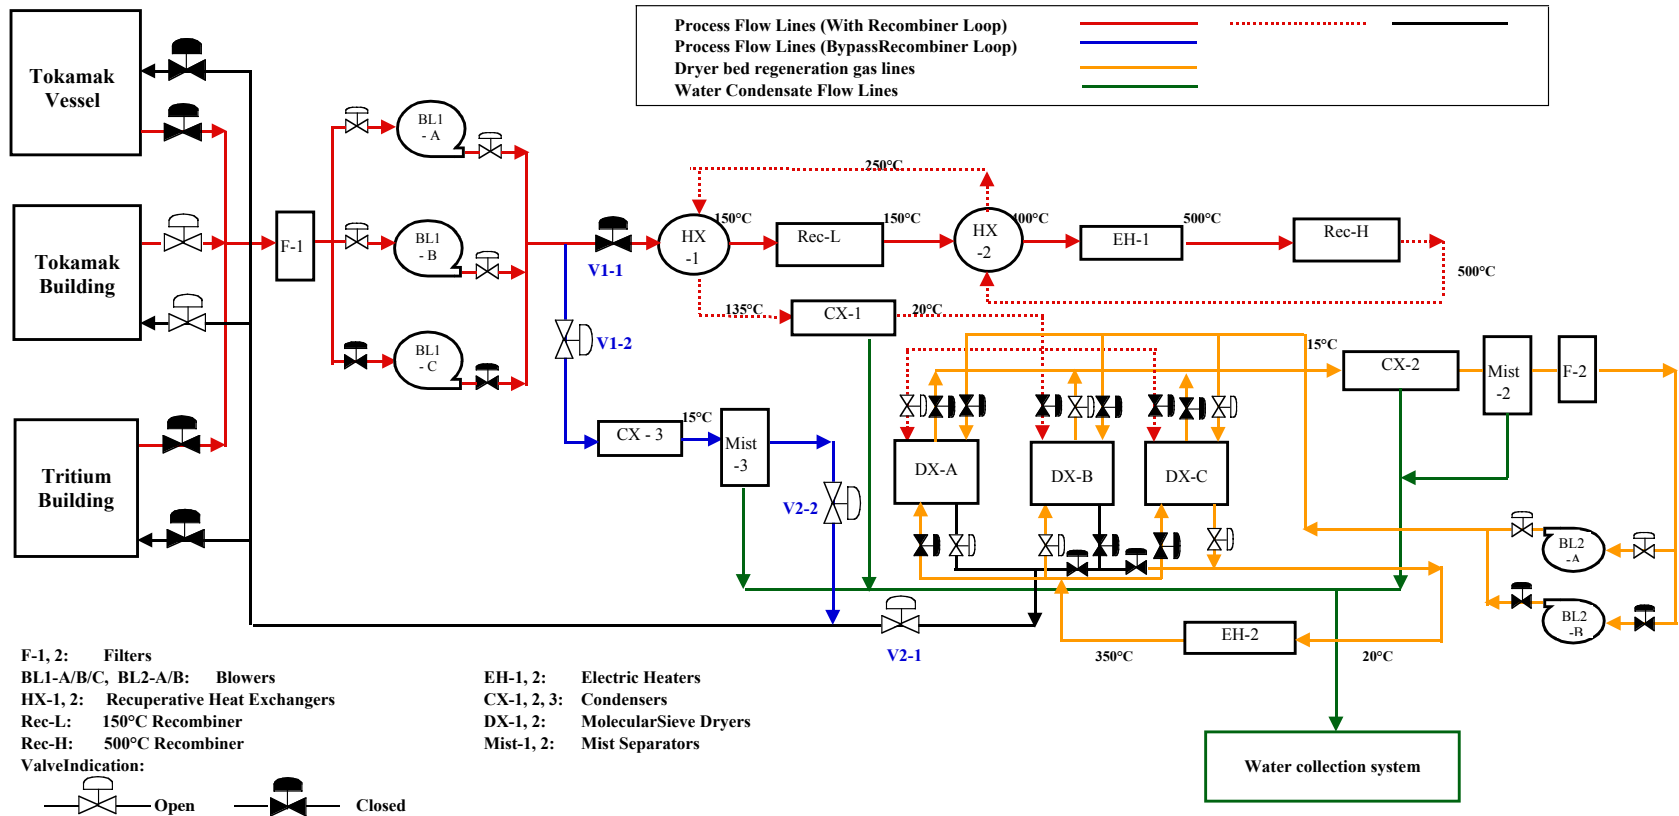 Process Flow Lines (With Recombiner Loop)
Process Flow Lines (BypassRecombiner Loop)
Dryer bed regeneration gas lines
Water Condensate Flow Lines
Tokamak
Vessel
Tokamak
Building
Tritium
Building
F-1
BL1
- A
BL1
- B
BL1
- C
V1-1
V1-2
HX
-1
150°C
Rec-L
150°C
250°C
HX
-2
400°C
EH-1
500°C
Rec-H
500°C
135°C
CX-1
20°C
CX - 3
15°C
Mist
-3
V2-2
V2-1
DX-A
DX-B
DX-C
15°C
CX-2
Mist
-2
F-2
BL2
-A
BL2
-B
350°C
EH-2
20°C
Water collection system
F-1, 2: Filters
BL1-A/B/C, BL2-A/B: Blowers
HX-1, 2: Recuperative Heat Exchangers
Rec-L: 150°C Recombiner
Rec-H: 500°C Recombiner
ValveIndication:
Open
Closed
EH-1, 2: Electric Heaters
CX-1, 2, 3: Condensers
DX-1, 2: MolecularSieve Dryers
Mist-1, 2: Mist Separators